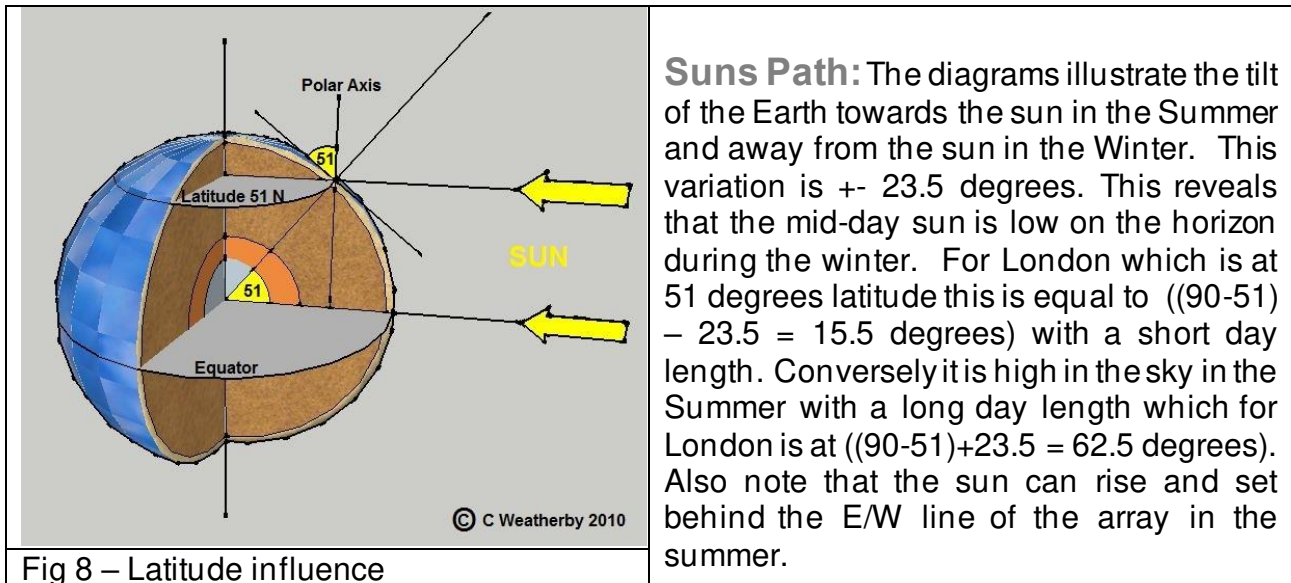 Polar Axis
51
Latitude 51 N
SUN
51
Equator
© C Weatherby 2010
Fig 8 – Latitude influence
Suns Path: The diagrams illustrate the tilt
of the Earth towards the sun in the Summer
and away from the sun in the Winter. This
variation is +- 23.5 degrees. This reveals
that the mid-day sun is low on the horizon
during the winter. For London which is at
51 degrees latitude this is equal to ((90-51)
– 23.5 = 15.5 degrees) with a short day
length. Conversely it is high in the sky in the
Summer with a long day length which for
London is at ((90-51)+23.5 = 62.5 degrees).
Also note that the sun can rise and set
behind the E/W line of the array in the
summer.